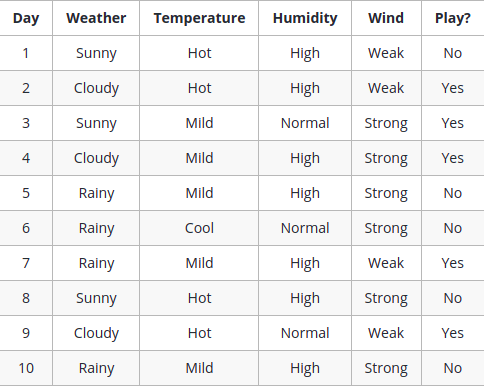 Day Weather Temperature Humidity Wind Play?
1 Sunny Hot High Weak No
2 Cloudy Hot High Weak Yes
3 Sunny Mild Normal Strong Yes
4 Cloudy Mild High Strong Yes
5 Rainy Mild High Strong No
6 Rainy Cool Normal Strong No
7 Rainy Mild High Weak Yes
8 Sunny Hot High Strong No
9 Cloudy Hot Normal Weak Yes
10 Rainy Mild High Strong No